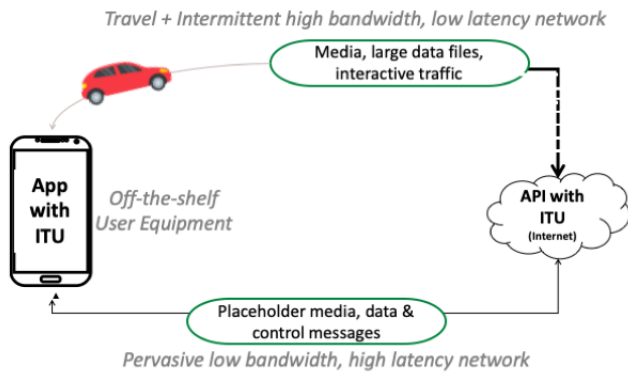 Travel + Intermittent high bandwidth, low latency network
Media, large data files,
interactive traffic
App
with
ITU
Off-the-shelf
User Equipment
API with
ITU
(Internet)
Placeholder media, data &
control messages
Pervasive low bandwidth, high latency network